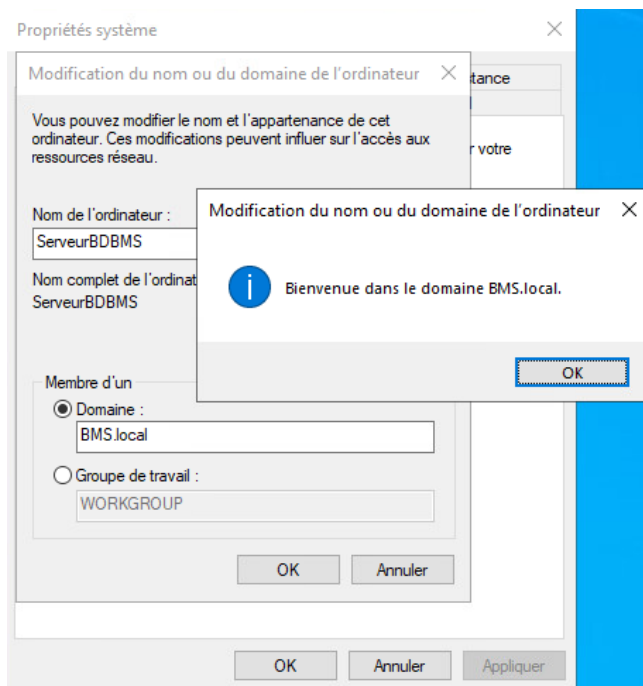 Propriétés système
Modification du nom ou du domaine de l'ordinateur
tance
Vous pouvez modifier le nom et l'appartenance de cet
ordinateur. Ces modifications peuvent influer sur l'accès aux
ressources réseau.
r votre
Nom de l'ordinateur :
ServeurBDBMS
Nom complet de l'ordinat
ServeurBDBMS
Modification du nom ou du domaine de l'ordinateur
Bienvenue dans le domaine BMS.local.
OK
Membre d'un
Domaine :
BMS.local
Groupe de travail :
WORKGROUP
OK Annuler
OK Annuler Appliquer